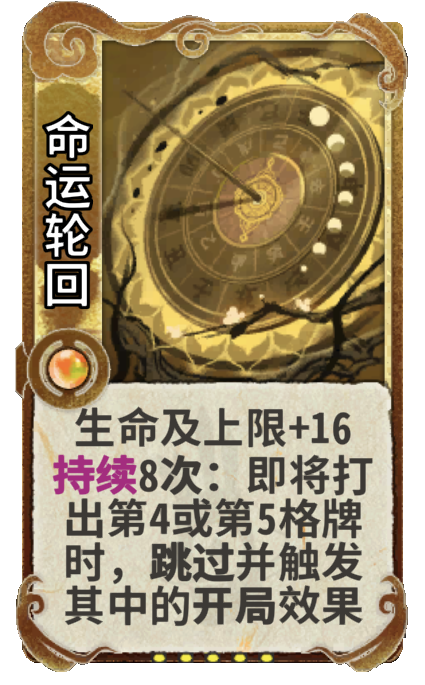 命运轮回
生命及上限+16
持续8次：即将打
出第4或第5格牌
时，跳过并触发
其中的开局效果